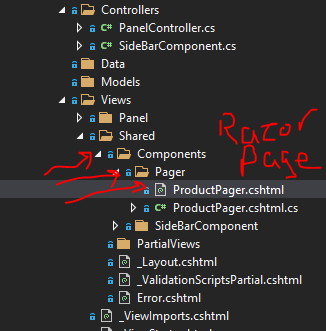 Controllers
PanelController.cs
SideBarComponent.cs
Data
Models
Views
Panel
Shared
Razor
Page
Components
Pager
ProductPager.cshtml
ProductPager.cshtml.cs
SideBarComponent
PartialViews
_Layout.cshtml
_ValidationScriptsPartial.cshtml
Error.cshtml
_ViewImports.cshtml